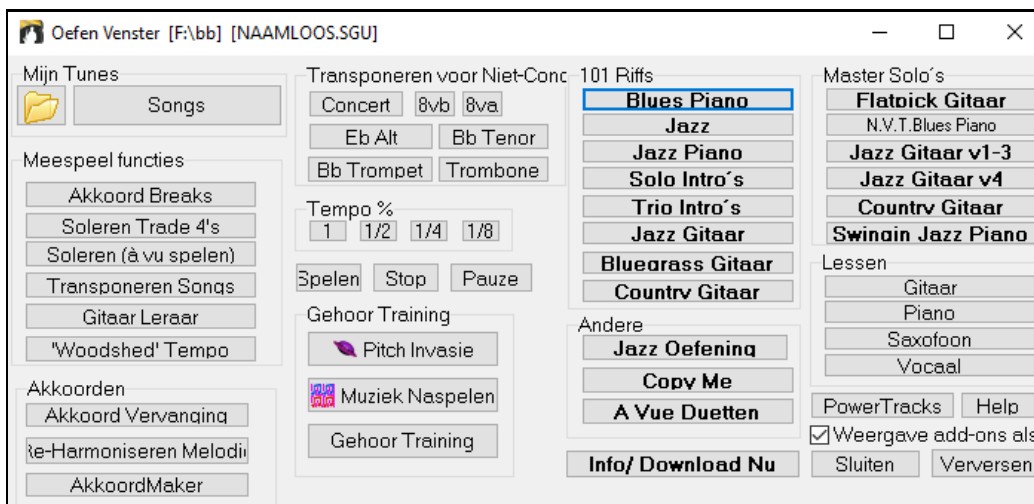 Oefen Venster [F:\bb] [NAAMLOOS.SGU]
Mijn Tunes
Songs
Meespeel functies
Akkoord Breaks
Soleren Trade 4's
Soleren (à vu spelen)
Transponeren Songs
Gitaar Leraar
'Woodshed' Tempo
Akkoorden
Akkoord Vervanging
Re-Harmoniseren Melodi
AkkoordMaker
Transponeren voor Niet-Conc
Concert 8vb 8va
Eb Alt Bb Tenor
Bb Trompet Trombone
Tempo %
1 1/2 1/4 1/8
Spelen Stop Pauze
Gehoor Training
Pitch Invasie
Muziek Naspelen
Gehoor Training
101 Riffs
Blues Piano
Jazz
Jazz Piano
Solo Intro´s
Trio Intro´s
Jazz Gitaar
Bluegrass Gitaar
Country Gitaar
Andere
Jazz Oefening
Copy Me
A Vue Duetten
Info/ Download Nu
Master Solo´s
Flatpick Gitaar
N.V.T.Blues Piano
Jazz Gitaar v1-3
Jazz Gitaar v4
Country Gitaar
Swingin Jazz Piano
Lessen
Gitaar
Piano
Saxofoon
Vocaal
PowerTracks Help
Weergave add-ons als
Sluiten Verversen